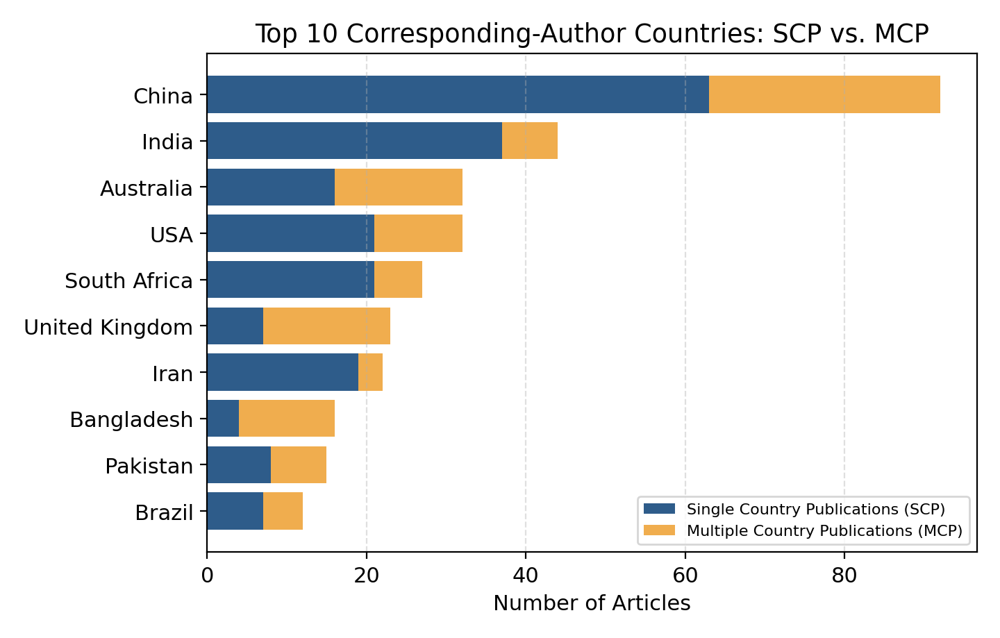 Top 10 Corresponding-Author Countries: SCP vs. MCP
China
India
Australia
USA
South Africa
United Kingdom
Iran
Bangladesh
Pakistan
Brazil
Single Country Publications (SCP)
Multiple Country Publications (MCP)
0 20 40 60 80
Number of Articles